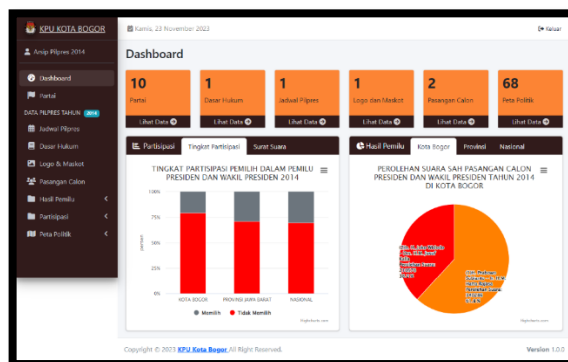 KPU KOTA BOGOR
Kamis, 23 November 2023
Keluar
Arsip Pilpres 2014
Dashboard
Dashboard
Partai
DATA PILPRES TAHUN 2014
Jadwal Pilpres
Dasar Hukum
Logo & Maskot
Pasangan Calon
Hasil Pemilu
Partisipasi
Peta Politik
10
Partai
Lihat Data
1
Dasar Hukum
Lihat Data
1
Jadwal Pilpres
Lihat Data
1
Logo dan Maskot
Lihat Data
2
Pasangan Calon
Lihat Data
68
Peta Politik
Lihat Data
Partisipasi
Tingkat Partisipasi
Surat Suara
TINGKAT PARTISIPASI PEMILIH DALAM PEMILU
PRESIDEN DAN WAKIL PRESIDEN 2014
100%
75%
50%
25%
0%
KOTA BOGOR
PROVINSI JAWA BARAT
NASIONAL
Memilih
Tidak Memilih
Highcharts.com
Hasil Pemilu
Kota Bogor
Provinsi
Nasional
PEROLEHAN SUARA SAH PASANGAN CALON
PRESIDEN DAN WAKIL PRESIDEN TAHUN 2014
DI KOTA BOGOR
Highcharts.com
Copyright © 2023 KPU Kota Bogor. All Right Reserved.
Version 1.0.0